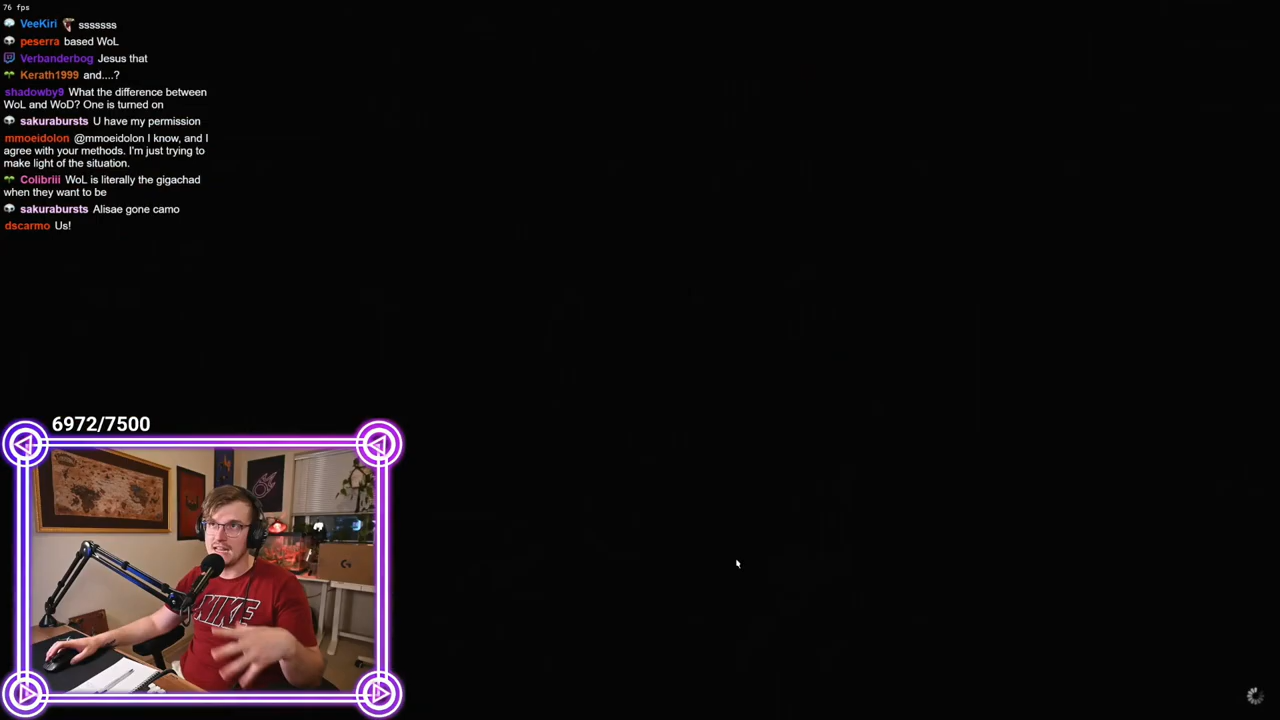 76 fps
VeeKiri sssssss
peserra based WoL
Verbanderbog Jesus that
Kerath1999 and....?
shadowby9 What the difference between
WoL and WoD? One is turned on
sakurabursts U have my permission
mmoeidolon @mmoeidolon I know, and I
agree with your methods. I'm just trying to
make light of the situation.
Colibriii WoL is literally the gigachad
when they want to be
sakurabursts Alisae gone camo
dscarmo Us!
6972/7500
NIKE